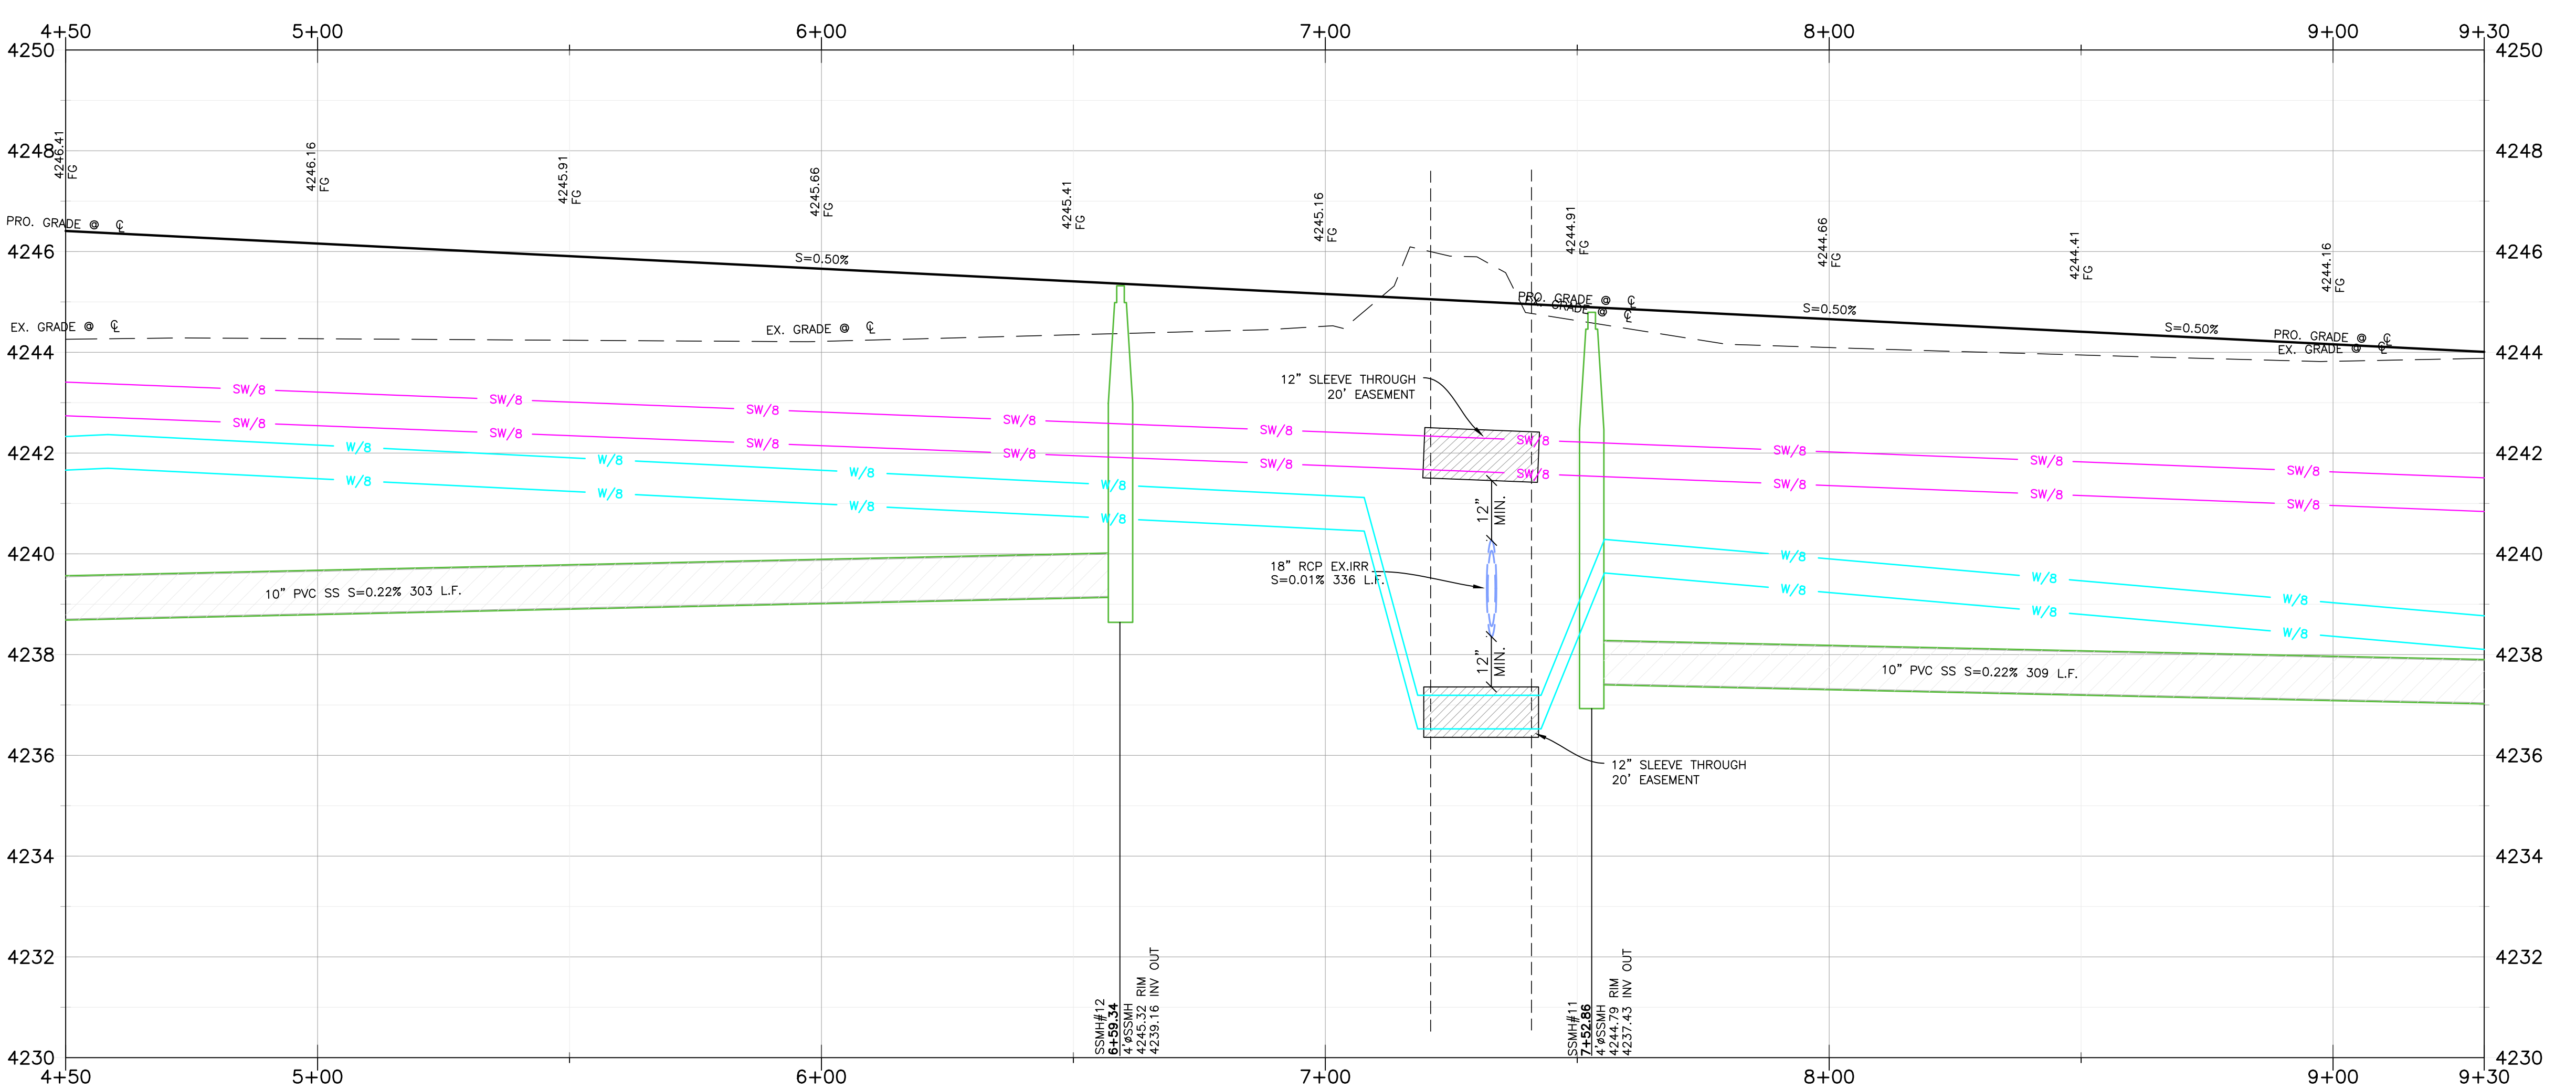 4+50 5+00 6+00 7+00 8+00 9+00 9+30
4250 4250
4248 4248
4246 4246
4244 4244
4242 4242
4240 4240
4238 4238
4236 4236
4234 4234
4232 4232
4230 4230
4246.41
FG
4246.16
FG
4245.91
FG
4245.66
FG
4245.41
FG
4245.16
FG
4244.91
FG
4244.66
FG
4244.41
FG
4244.16
FG
PRO. GRADE @ ℄
S=0.50%
PRO. GRADE @ ℄
EX. GRADE @ ℄
S=0.50%
S=0.50%
PRO. GRADE @ ℄
EX. GRADE @ ℄
EX. GRADE @ ℄
EX. GRADE @ ℄
SW/8 SW/8 SW/8 SW/8 SW/8 SW/8 SW/8 SW/8 SW/8
SW/8 SW/8 SW/8 SW/8 SW/8 SW/8 SW/8 SW/8 SW/8
W/8 W/8 W/8 W/8 W/8 W/8 W/8
W/8 W/8 W/8 W/8 W/8 W/8 W/8
12" SLEEVE THROUGH
20' EASEMENT
12"
MIN.
18" RCP EX.IRR
S=0.01% 336 L.F.
12"
MIN.
10" PVC SS S=0.22% 303 L.F.
10" PVC SS S=0.22% 309 L.F.
12" SLEEVE THROUGH
20' EASEMENT
SSMH#12
6+59.34
4'øSSMH
4245.32 RIM
4239.16 INV OUT
SSMH#11
7+52.86
4'øSSMH
4244.79 RIM
4237.43 INV OUT
4+50 5+00 6+00 7+00 8+00 9+00 9+30